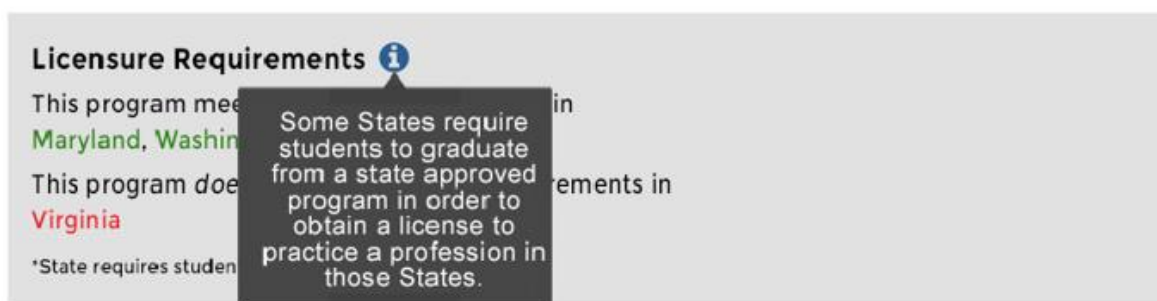 Licensure Requirements
This program mee in
Maryland, Washin
This program doe rements in
Virginia
*State requires studen
Some States require
students to graduate
from a state approved
program in order to
obtain a license to
practice a profession in
those States.